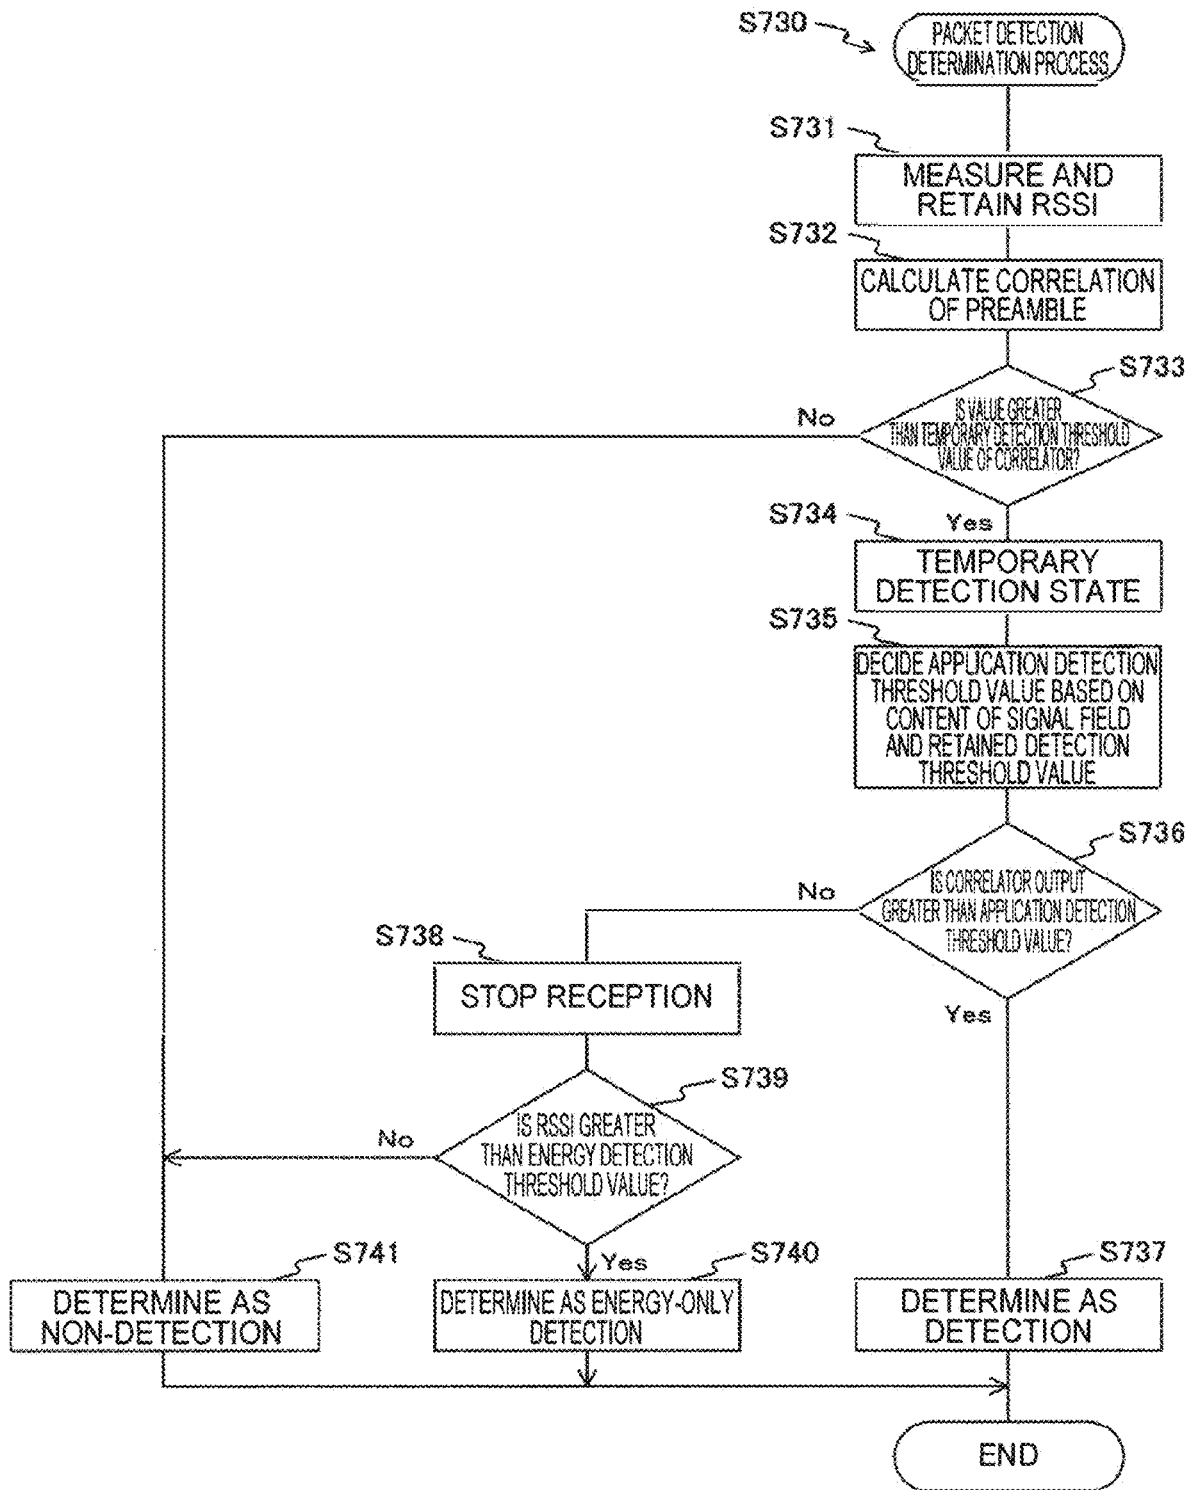 S730
PACKET DETECTION
DETERMINATION PROCESS
S731
MEASURE AND
RETAIN RSSI
S732
CALCULATE CORRELATION
OF PREAMBLE
S733
IS VALUE GREATER
THAN TEMPORARY DETECTION THRESHOLD
VALUE OF CORRELATOR?
No
Yes
S734
TEMPORARY
DETECTION STATE
S735
DECIDE APPLICATION DETECTION
THRESHOLD VALUE BASED ON
CONTENT OF SIGNAL FIELD
AND RETAINED DETECTION
THRESHOLD VALUE
S736
IS CORRELATOR OUTPUT
GREATER THAN APPLICATION DETECTION
THRESHOLD VALUE?
No
Yes
S738
STOP RECEPTION
S739
IS RSSI GREATER
THAN ENERGY DETECTION
THRESHOLD VALUE?
No
Yes
S741
DETERMINE AS
NON-DETECTION
S740
DETERMINE AS ENERGY-ONLY
DETECTION
S737
DETERMINE AS
DETECTION
END